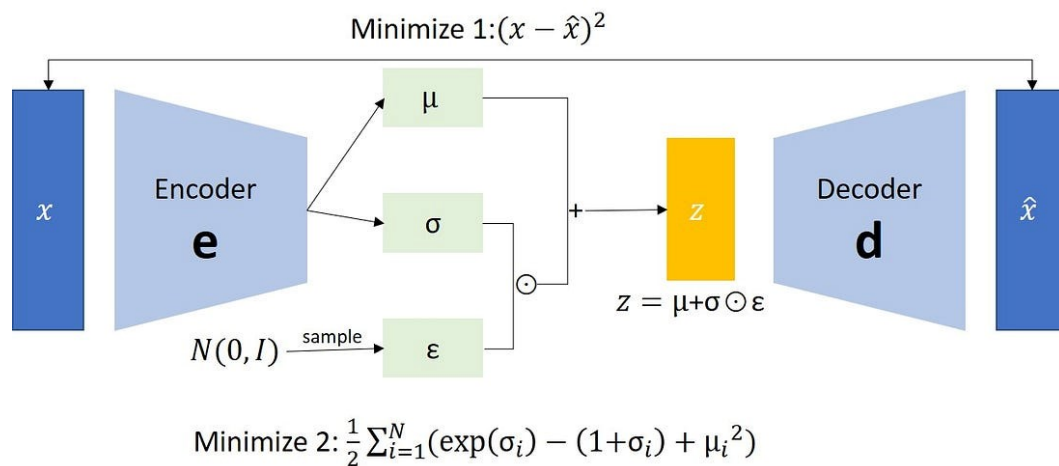 Minimize 1:(x − x̂)²
x
Encoder
e
μ
σ
ε
N(0, I)
sample
⊙
+
z
z = μ+σ⊙ε
Decoder
d
x̂
Minimize 2: ½ ∑ᵢ₌₁ᴺ(exp(σᵢ) − (1+σᵢ) + μᵢ²)